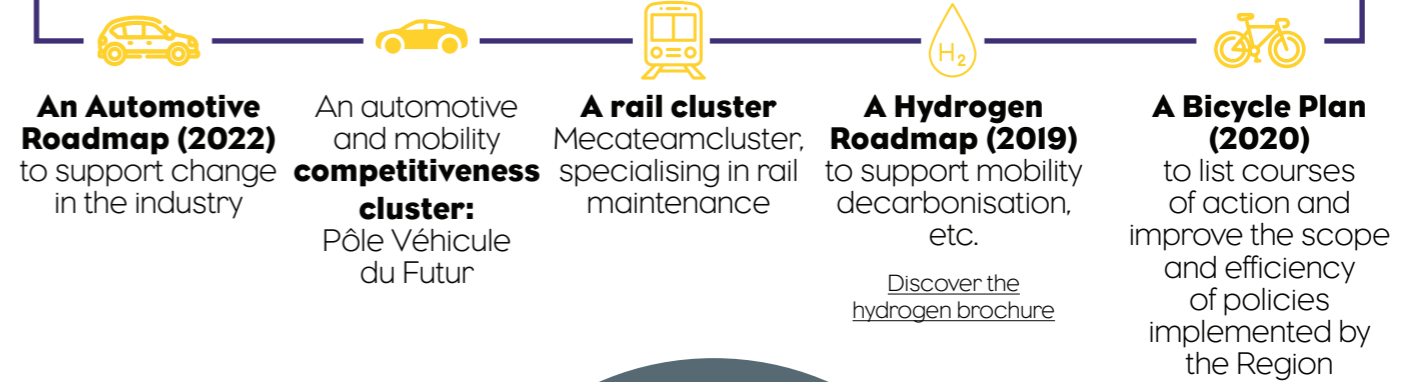 An Automotive
Roadmap (2022)
to support change
in the industry
An automotive
and mobility
competitiveness
cluster:
Pôle Véhicule
du Futur
A rail cluster
Mecateamcluster,
specialising in rail
maintenance
H₂
A Hydrogen
Roadmap (2019)
to support mobility
decarbonisation,
etc.
Discover the
hydrogen brochure
A Bicycle Plan
(2020)
to list courses
of action and
improve the scope
and efficiency
of policies
implemented by
the Region